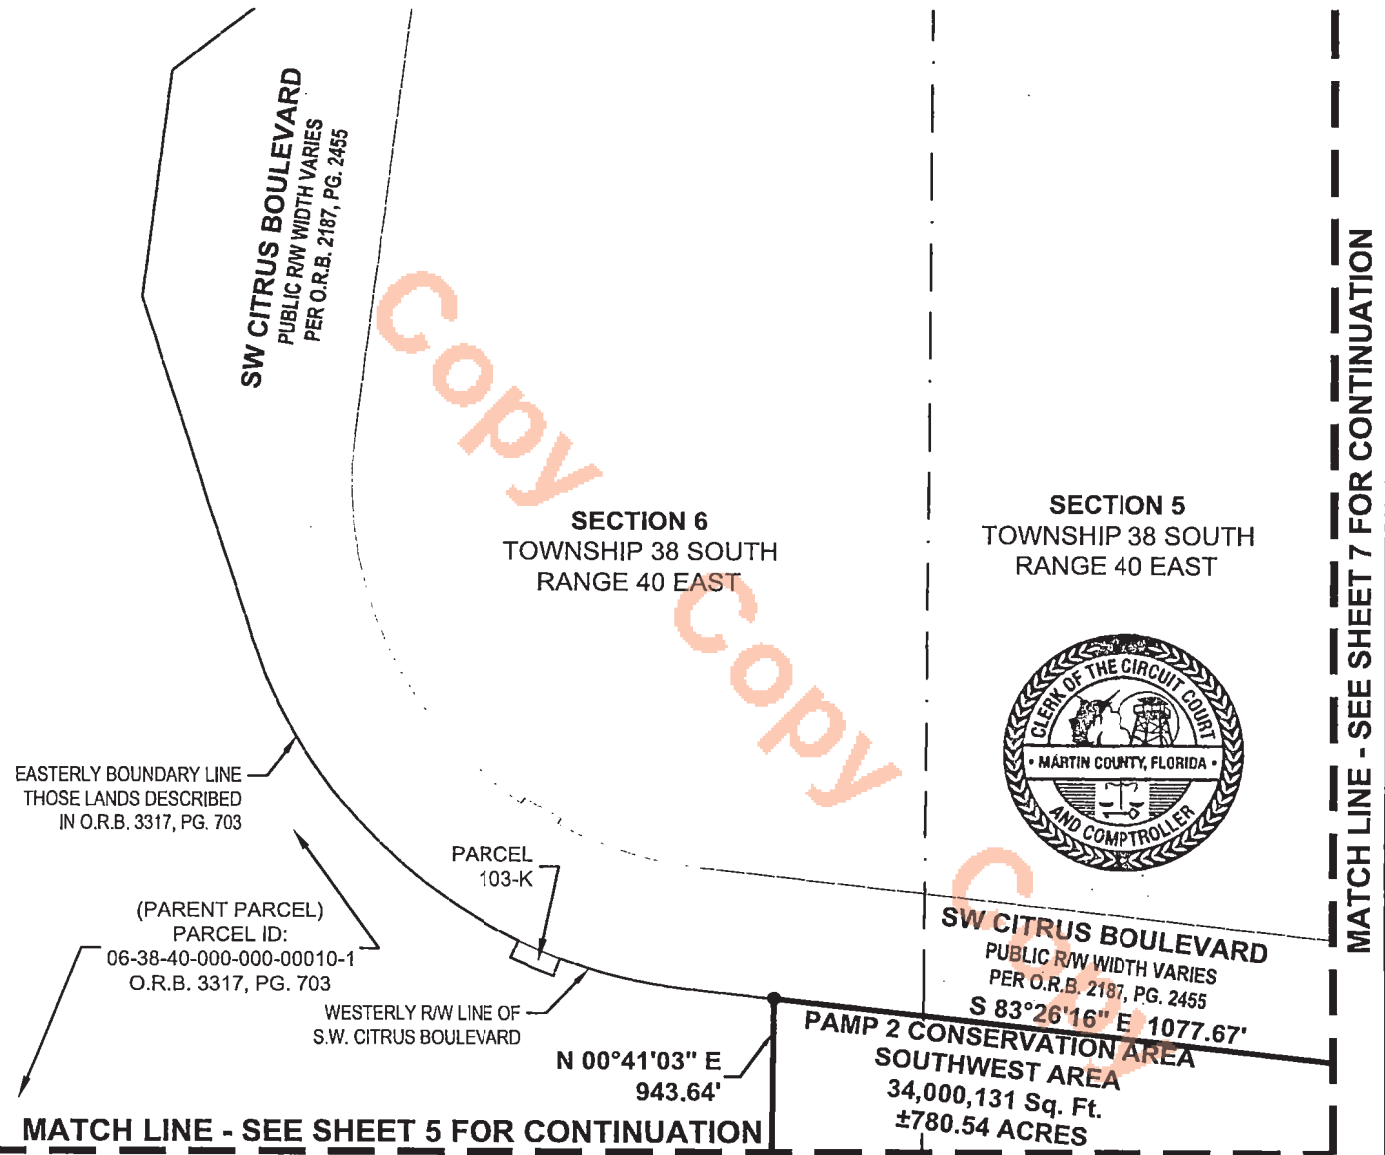 SW CITRUS BOULEVARD
PUBLIC R/W WIDTH VARIES
PER O.R.B. 2187, PG. 2455
Copy
SECTION 6
TOWNSHIP 38 SOUTH
RANGE 40 EAST
SECTION 5
TOWNSHIP 38 SOUTH
RANGE 40 EAST
MATCH LINE - SEE SHEET 7 FOR CONTINUATION
Copy
CLERK OF THE CIRCUIT COURT
• MARTIN COUNTY, FLORIDA •
AND COMPTROLLER
EASTERLY BOUNDARY LINE
THOSE LANDS DESCRIBED
IN O.R.B. 3317, PG. 703
PARCEL
103-K
(PARENT PARCEL)
PARCEL ID:
06-38-40-000-000-00010-1
O.R.B. 3317, PG. 703
WESTERLY R/W LINE OF
S.W. CITRUS BOULEVARD
Copy
SW CITRUS BOULEVARD
PUBLIC R/W WIDTH VARIES
PER O.R.B. 2187, PG. 2455
S 83°26'16" E 1077.67'
PAMP 2 CONSERVATION AREA
SOUTHWEST AREA
34,000,131 Sq. Ft.
±780.54 ACRES
N 00°41'03" E
943.64'
MATCH LINE - SEE SHEET 5 FOR CONTINUATION